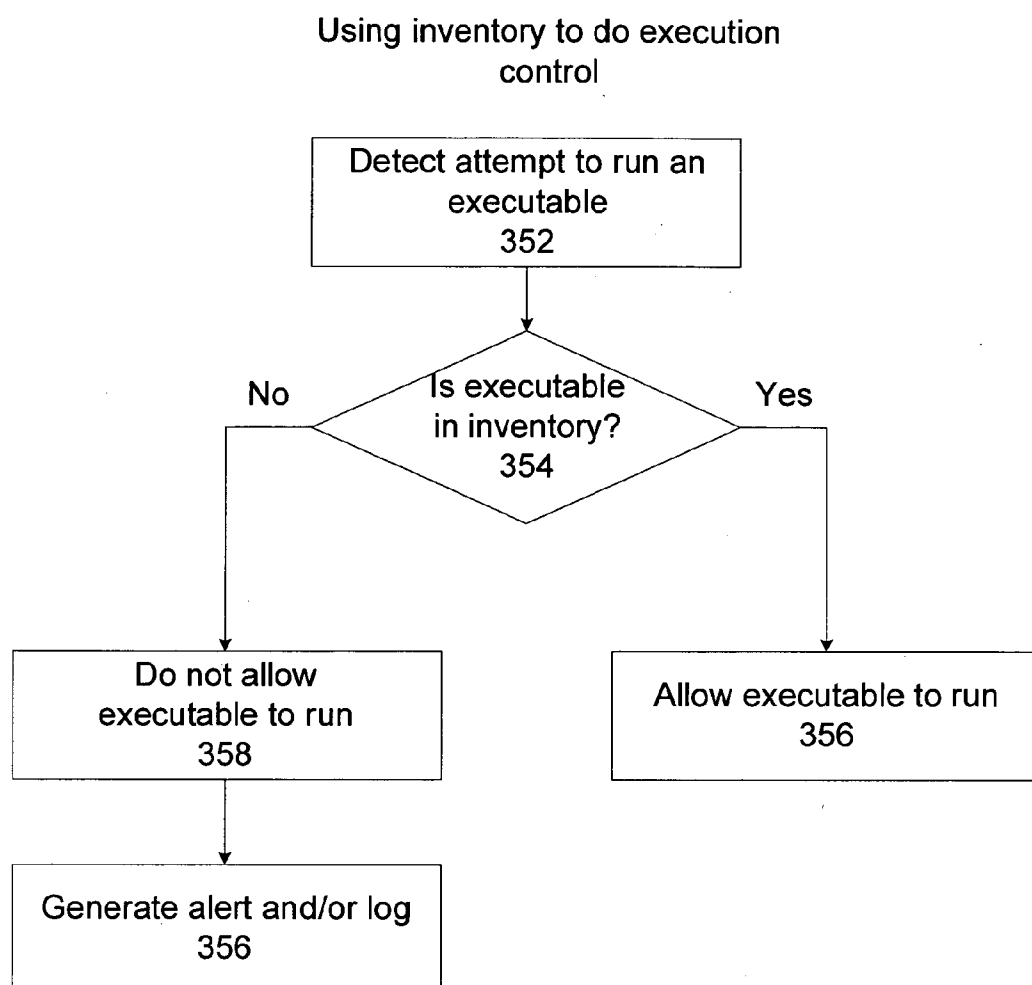 Using inventory to do execution
control
Detect attempt to run an
executable
352
No
Is executable
in inventory?
354
Yes
Do not allow
executable to run
358
Allow executable to run
356
Generate alert and/or log
356